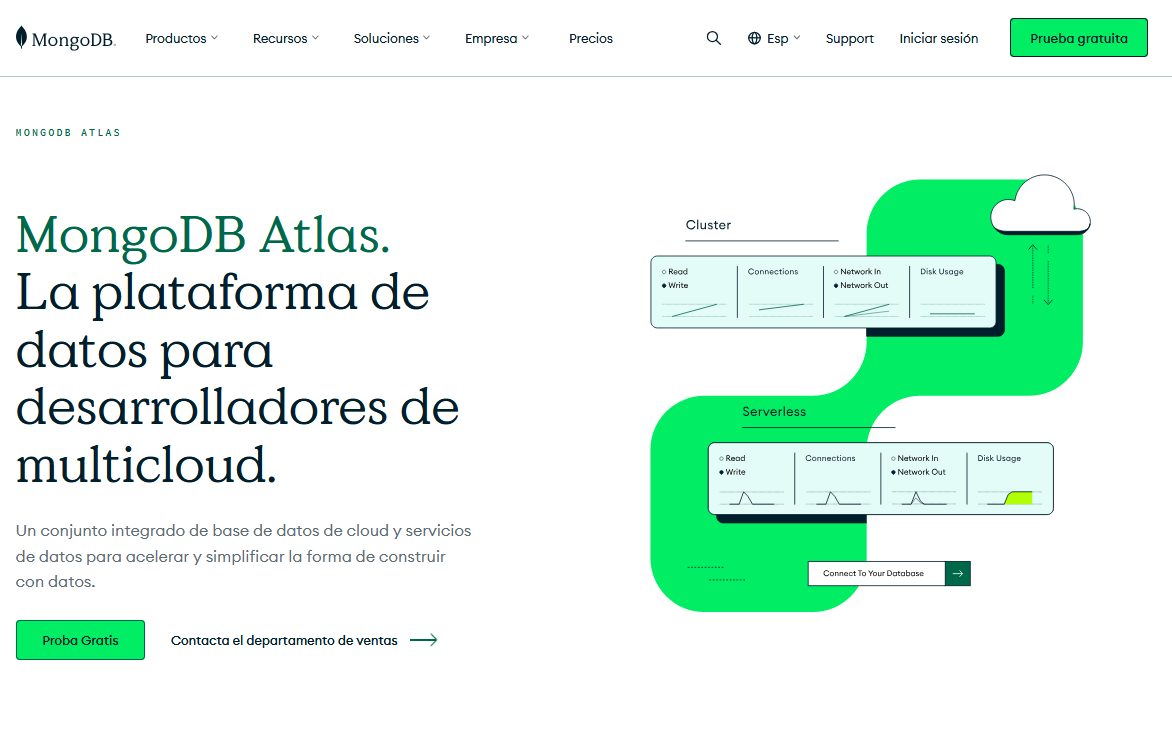 MongoDB.
Productos
Recursos
Soluciones
Empresa
Precios
Esp
Support
Iniciar sesión
Prueba gratuita
MONGODB ATLAS
MongoDB Atlas.
La plataforma de
datos para
desarrolladores de
multicloud.
Un conjunto integrado de base de datos de cloud y servicios
de datos para acelerar y simplificar la forma de construir
con datos.
Proba Gratis
Contacta el departamento de ventas
Cluster
Read
Write
Connections
Network In
Network Out
Disk Usage
Serverless
Read
Write
Connections
Network In
Network Out
Disk Usage
Connect To Your Database